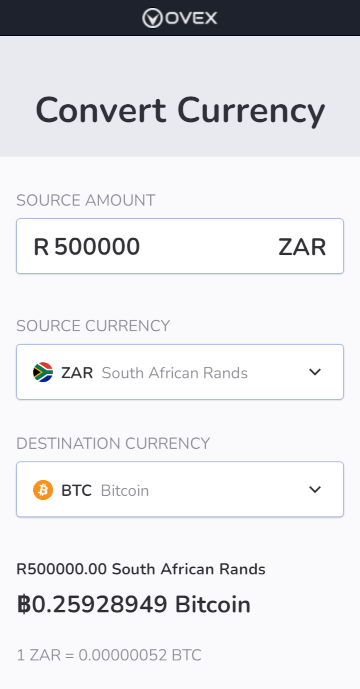 OVEX
Convert Currency
SOURCE AMOUNT
R 500000 ZAR
SOURCE CURRENCY
ZAR South African Rands
DESTINATION CURRENCY
BTC Bitcoin
R500000.00 South African Rands
฿0.25928949 Bitcoin
1 ZAR = 0.00000052 BTC